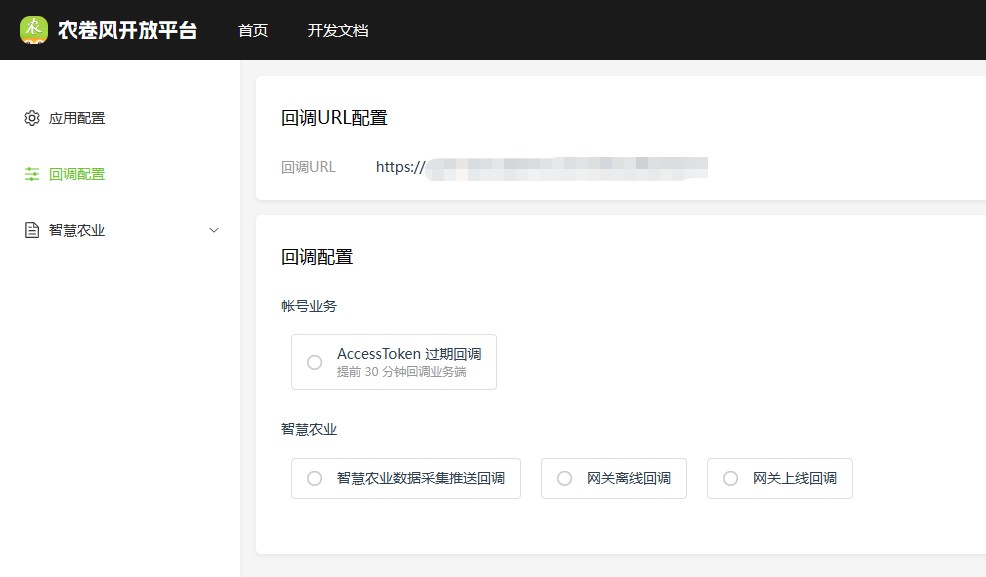 农卷风开放平台 首页 开发文档
应用配置
回调配置
智慧农业
回调URL配置
回调URL https://
回调配置
帐号业务
AccessToken 过期回调
提前 30 分钟回调业务端
智慧农业
智慧农业数据采集推送回调 网关离线回调 网关上线回调